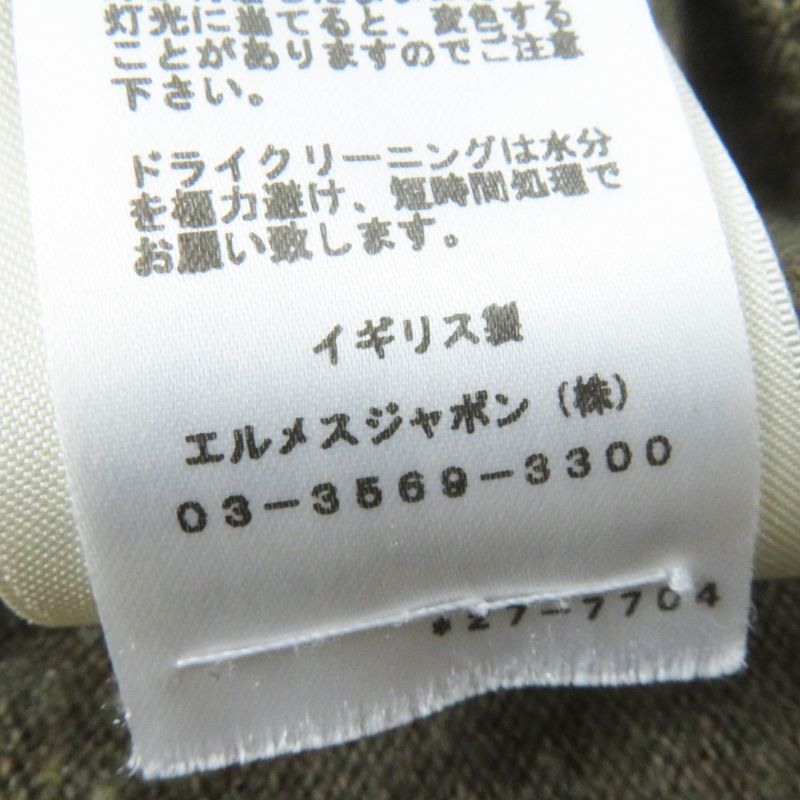 灯光に当てると、変色する
ことがありますのでご注意
下さい。
ドライクリーニングは水分
を極力避け、短時間処理で
お願い致します。
イギリス製
エルメスジャポン（株）
03-3569-3300
*27-7704